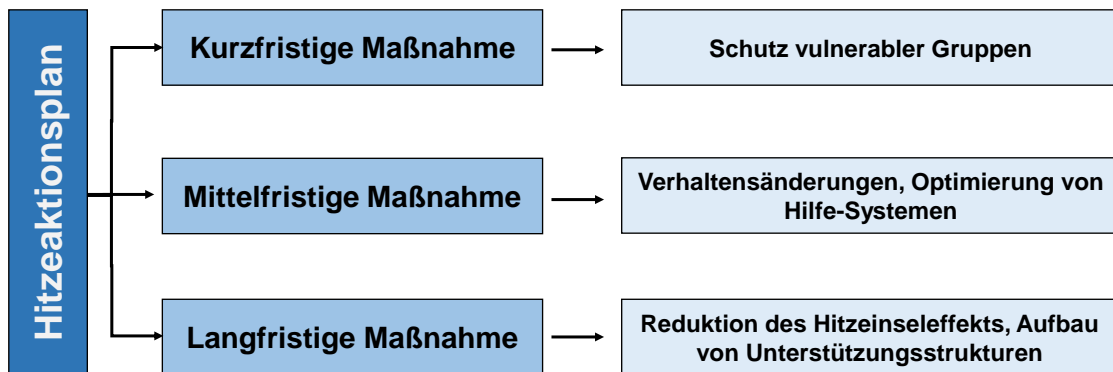 Hitzeaktionsplan
Kurzfristige Maßnahme
Schutz vulnerabler Gruppen
Mittelfristige Maßnahme
Verhaltensänderungen, Optimierung von
Hilfe-Systemen
Langfristige Maßnahme
Reduktion des Hitzeinseleffekts, Aufbau
von Unterstützungsstrukturen